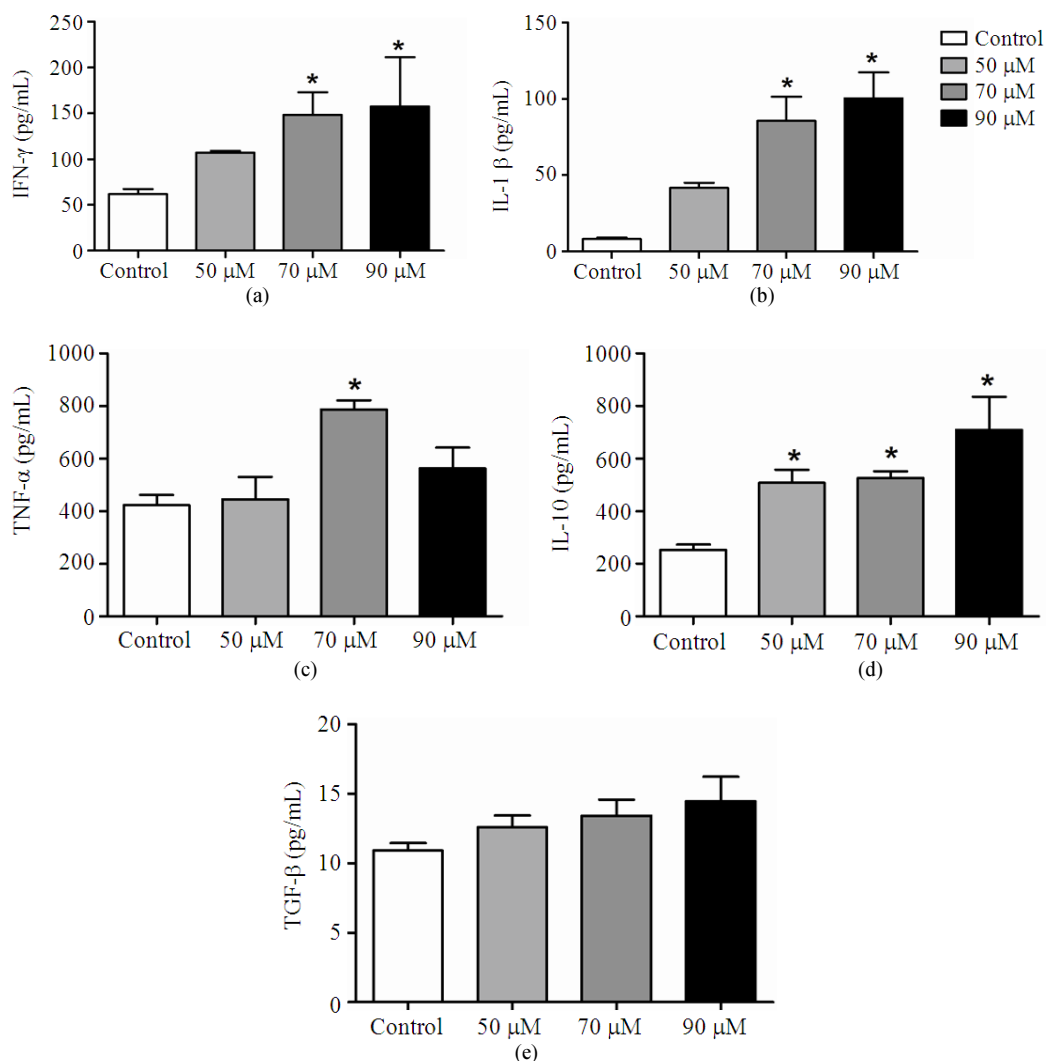 250
200
150
100
50
0
IFN-γ (pg/mL)
*
*
Control
50 μM
70 μM
90 μM
(a)
150
100
50
0
IL-1 β (pg/mL)
*
*
Control
50 μM
70 μM
90 μM
(b)
Control
50 μM
70 μM
90 μM
1000
800
600
400
200
0
TNF-α (pg/mL)
*
Control
50 μM
70 μM
90 μM
(c)
1000
800
600
400
200
0
IL-10 (pg/mL)
*
*
*
Control
50 μM
70 μM
90 μM
(d)
20
15
10
5
0
TGF-β (pg/mL)
Control
50 μM
70 μM
90 μM
(e)